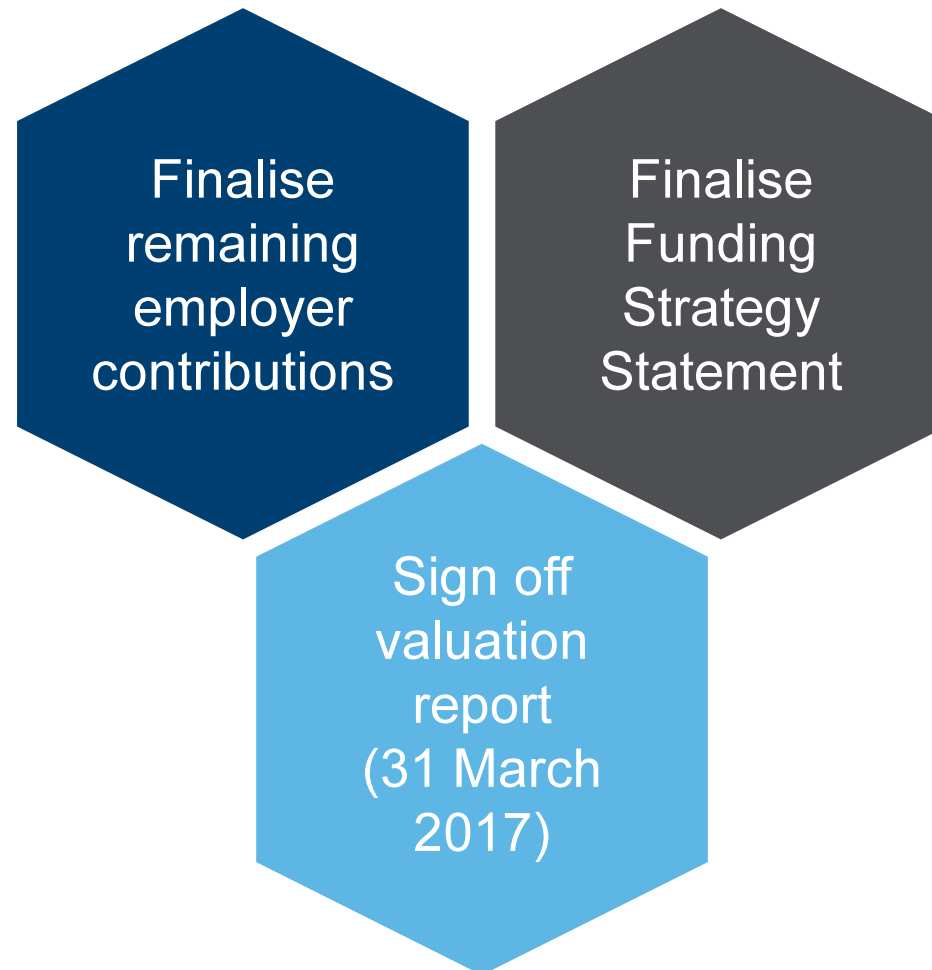 Finalise
remaining
employer
contributions
Finalise
Funding
Strategy
Statement
Sign off
valuation
report
(31 March
2017)